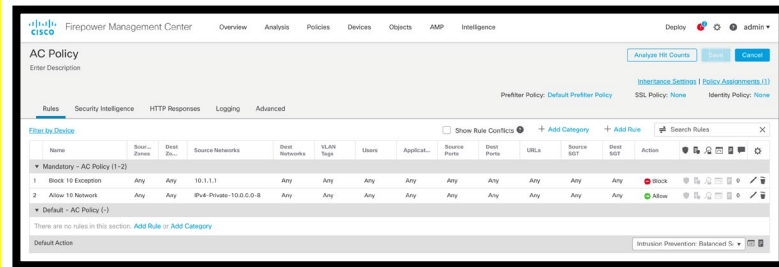 CISCO Firepower Management Center Overview Analysis Policies Devices Objects AMP Intelligence Deploy admin
AC Policy
Analyze Hit Counts Save Cancel
Enter Description
Inheritance Settings | Policy Assignments (1)
Prefilter Policy: Default Prefilter Policy SSL Policy: None Identity Policy: None
Rules Security Intelligence HTTP Responses Logging Advanced
Filter by Device Show Rule Conflicts + Add Category + Add Rule Search Rules
Name Sour... Zones Dest Zo... Source Networks Dest Networks VLAN Tags Users Applicat... Source Ports Dest Ports URLs Source SGT Dest SGT Action
Mandatory - AC Policy (1-2)
1 Block 10 Exception Any Any 10.1.1.1 Any Any Any Any Any Any Any Any Any Block 0
2 Allow 10 Network Any Any IPv4-Private-10.0.0.0-8 Any Any Any Any Any Any Any Any Any Allow 0
Default - AC Policy (-)
There are no rules in this section. Add Rule or Add Category
Default Action Intrusion Prevention: Balanced S